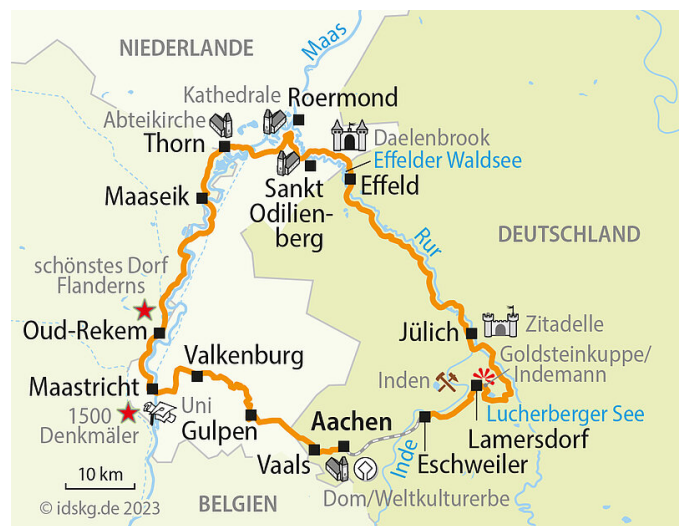 NIEDERLANDE
Maas
Kathedrale
Roermond
Abteikirche
Thorn
Daelenbrook
Effelder Waldsee
Effeld
Sankt
Odilien-
berg
Maaseik
Rur
DEUTSCHLAND
schönstes Dorf
Flanderns
Oud-Rekem
Jülich
Zitadelle
Valkenburg
Goldsteinkuppe/
Indemann
Inden
Maastricht
Uni
1500
Denkmäler
Gulpen
Aachen
Lucherberger See
Lamersdorf
Vaals
Inde
Eschweiler
10 km
Dom/Weltkulturerbe
BELGIEN
© idskg.de 2023